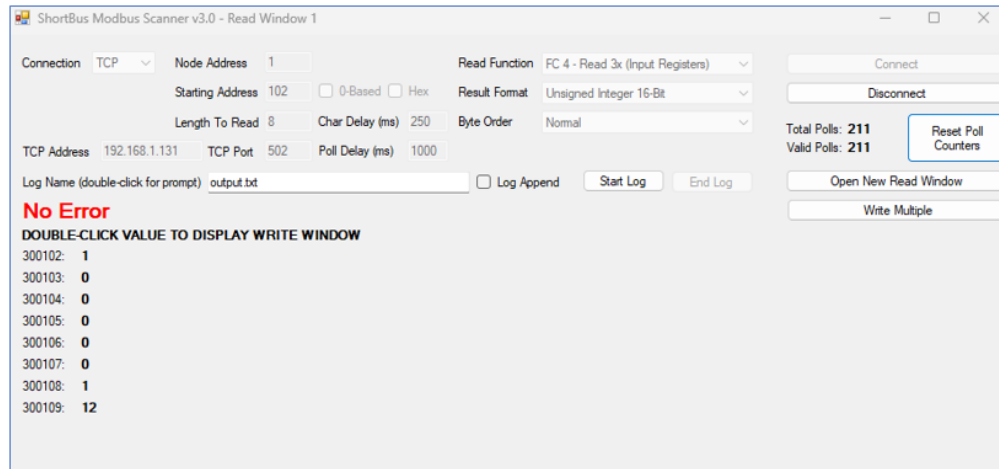 ShortBus Modbus Scanner v3.0 - Read Window 1
Connection TCP Node Address 1 Read Function FC 4 - Read 3x (Input Registers) Connect
Starting Address 102 0-Based Hex Result Format Unsigned Integer 16-Bit Disconnect
Length To Read 8 Char Delay (ms) 250 Byte Order Normal
Total Polls: 211 Reset Poll Counters
Valid Polls: 211
TCP Address 192.168.1.131 TCP Port 502 Poll Delay (ms) 1000
Log Name (double-click for prompt) output.txt Log Append Start Log End Log Open New Read Window
No Error Write Multiple
DOUBLE-CLICK VALUE TO DISPLAY WRITE WINDOW
300102: 1
300103: 0
300104: 0
300105: 0
300106: 0
300107: 0
300108: 1
300109: 12